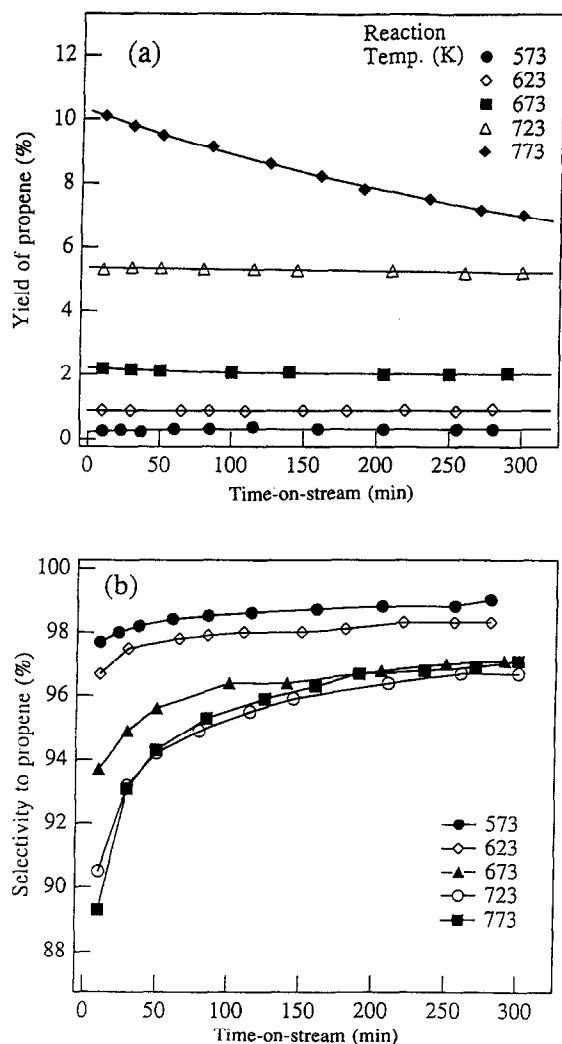 (a)
Reaction
Temp. (K)
573
623
673
723
773
12
10
8
6
4
2
0
Yield of propene (%)
0 50 100 150 200 250 300
Time-on-stream (min)
(b)
100
98
96
94
92
90
88
Selectivity to propene (%)
573
623
673
723
773
0 50 100 150 200 250 300
Time-on-stream (min)